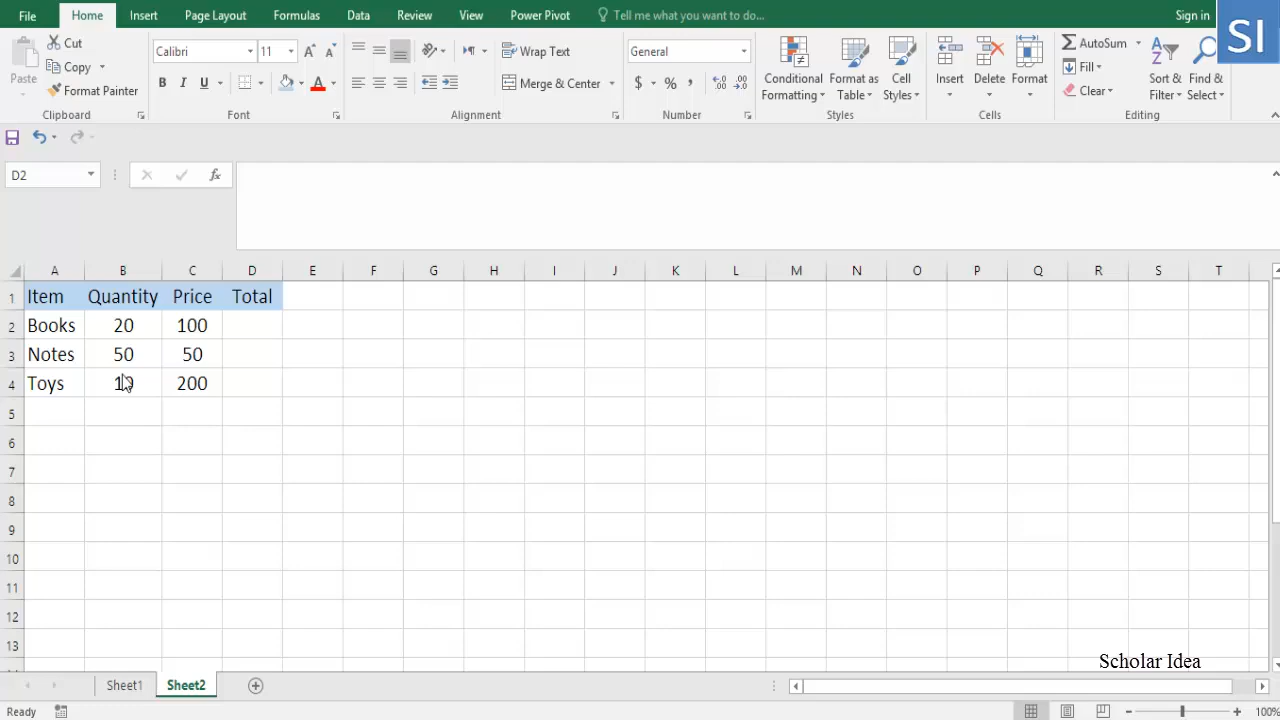 File Home Insert Page Layout Formulas Data Review View Power Pivot Tell me what you want to do... Sign in SI
Cut
Copy
Format Painter
Paste
Clipboard
Calibri 11
B I U
Font
Wrap Text
Merge & Center
Alignment
General
$ % ,
Number
Conditional Formatting
Format as Table
Cell Styles
Styles
Insert Delete Format
Cells
AutoSum
Fill
Clear
Sort & Filter
Find & Select
Editing
D2 fx
A B C D E F G H I J K L M N O P Q R S T
1 Item Quantity Price Total
2 Books 20 100
3 Notes 50 50
4 Toys 200
5
6
7
8
9
10
11
12
13
Scholar Idea
Sheet1 Sheet2
Ready 100%